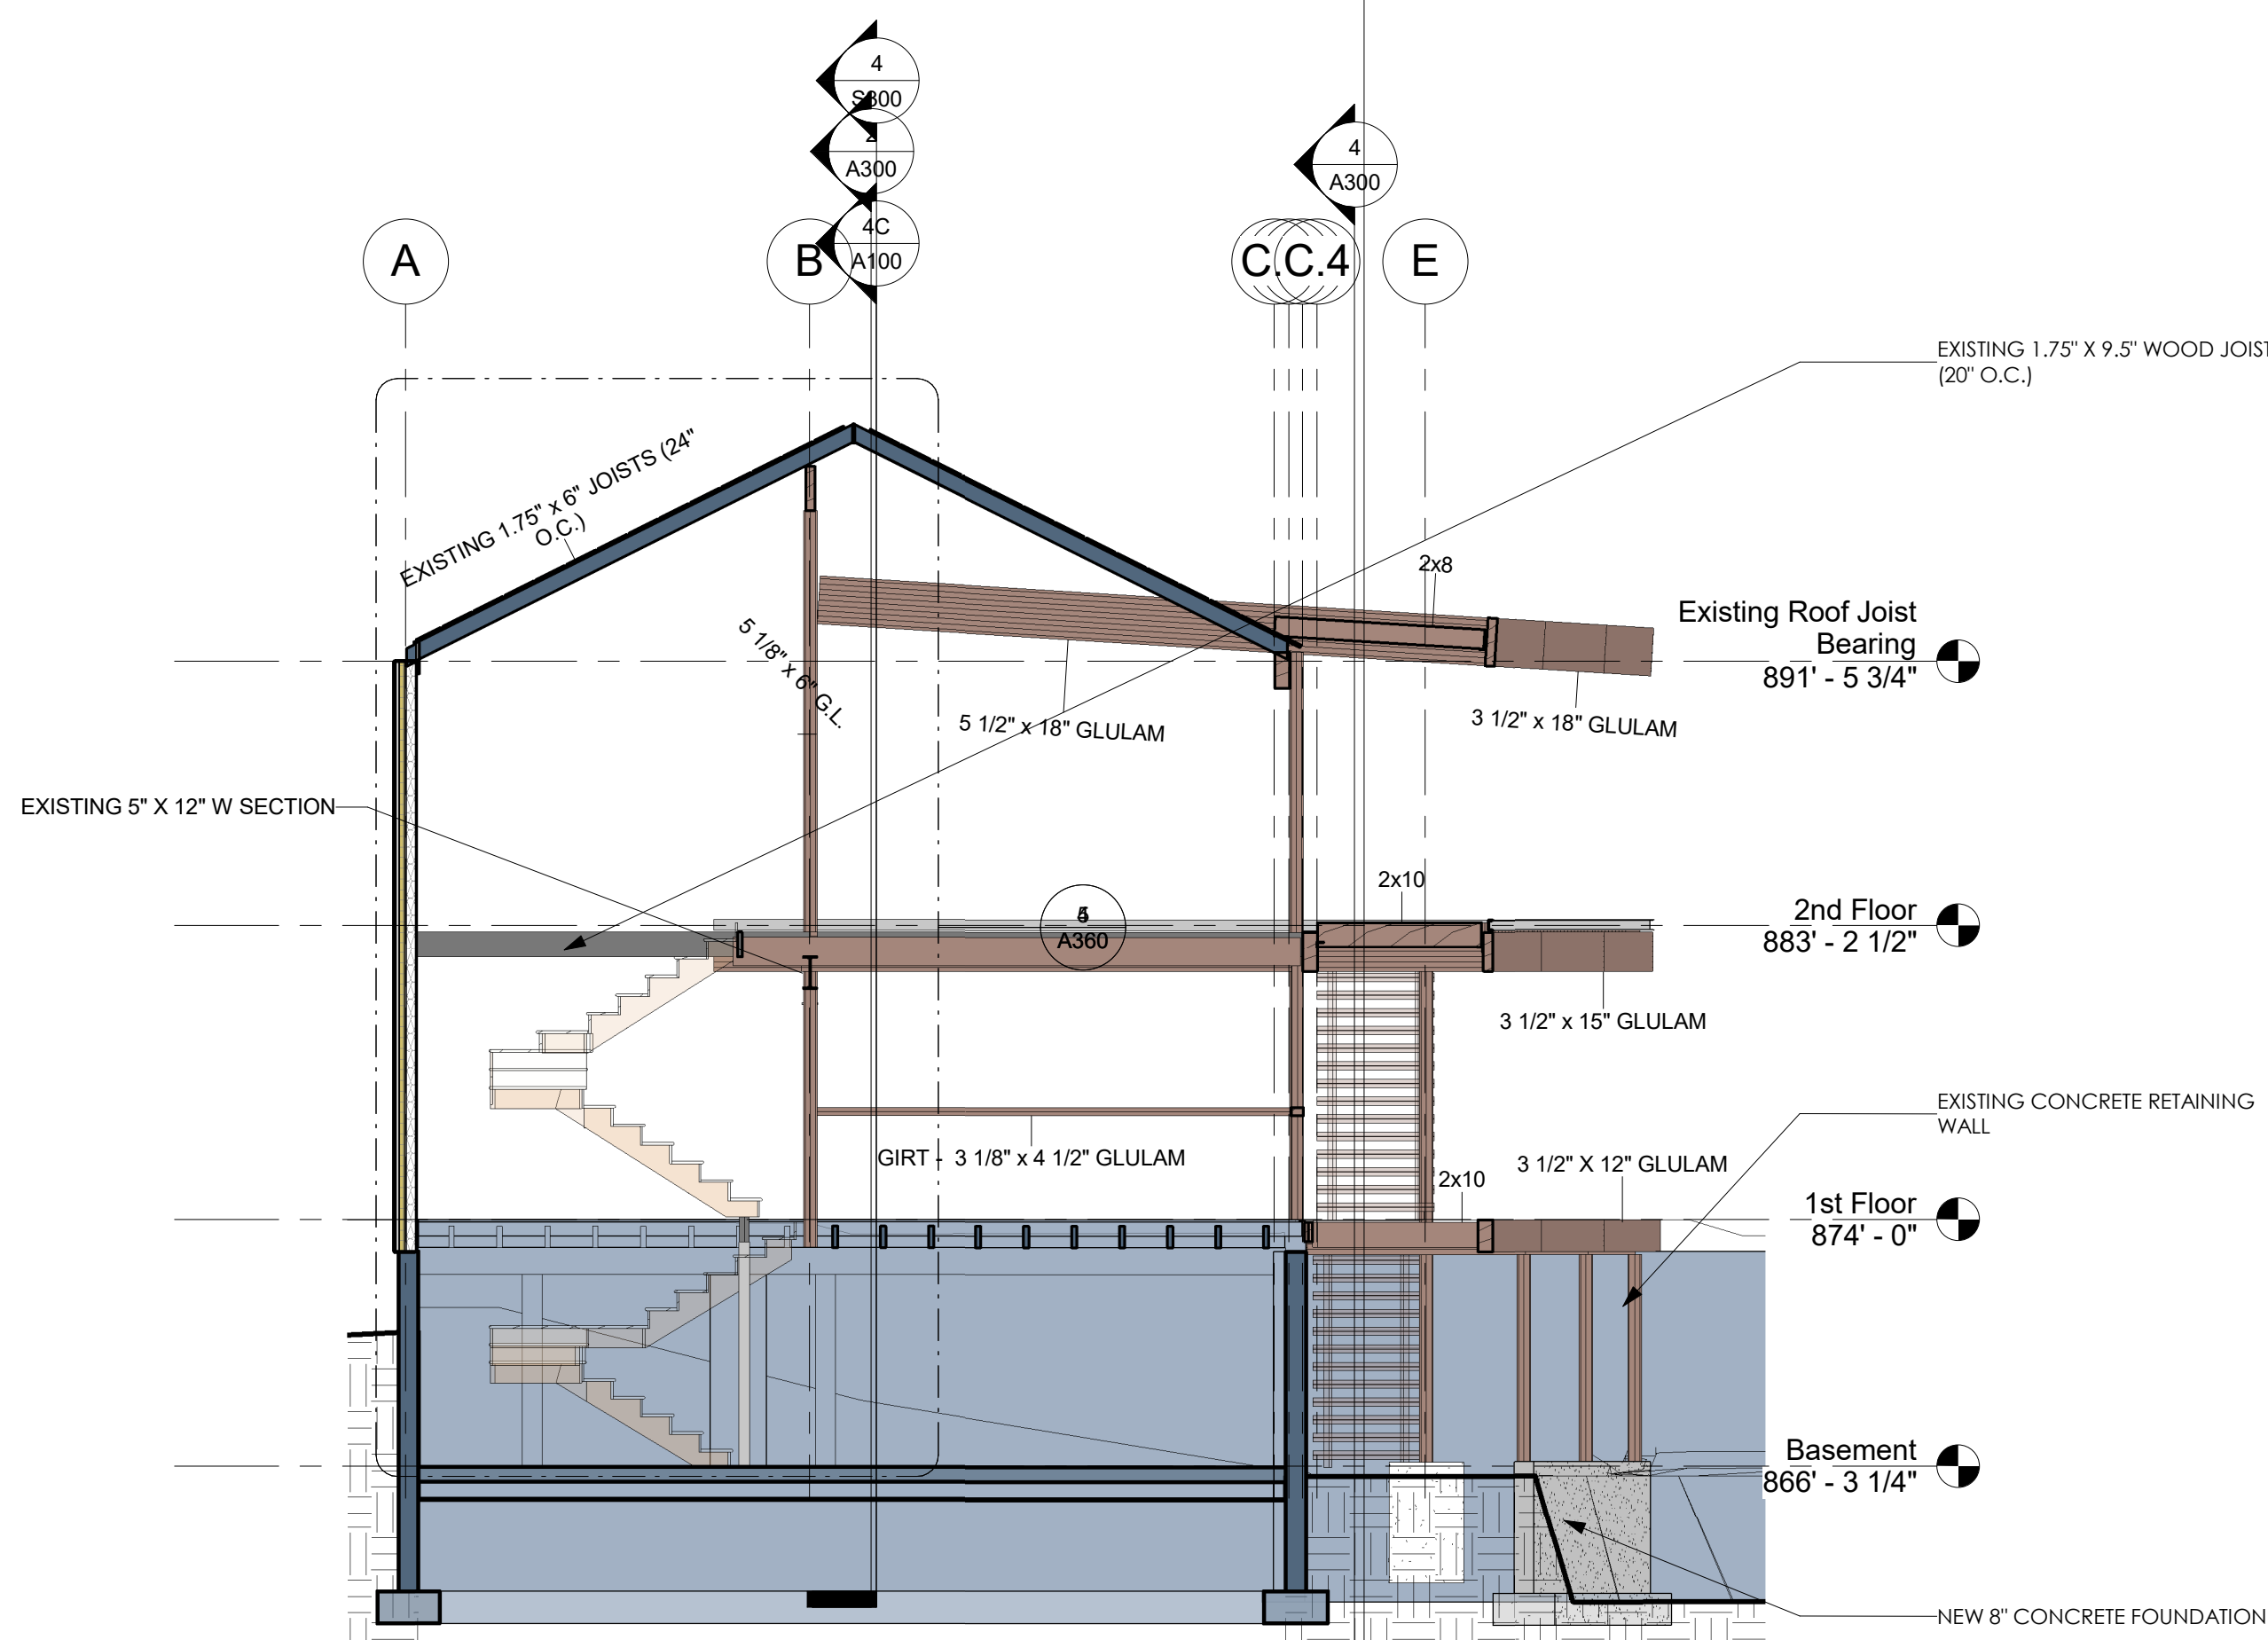 4
S300
2
A300
4C
A100
4
A300
A
B
C.
C.4
E
EXISTING 1.75" X 9.5" WOOD JOIST
(20" O.C.)
EXISTING 1.75" x 6" JOISTS (24"
O.C.)
2x8
Existing Roof Joist
Bearing
891' - 5 3/4"
5 1/8" x 6" G.L.
5 1/2" x 18" GLULAM
3 1/2" x 18" GLULAM
EXISTING 5" X 12" W SECTION
2x10
A360
2nd Floor
883' - 2 1/2"
3 1/2" x 15" GLULAM
EXISTING CONCRETE RETAINING
WALL
GIRT - 3 1/8" x 4 1/2" GLULAM
2x10
3 1/2" X 12" GLULAM
1st Floor
874' - 0"
Basement
866' - 3 1/4"
NEW 8" CONCRETE FOUNDATION